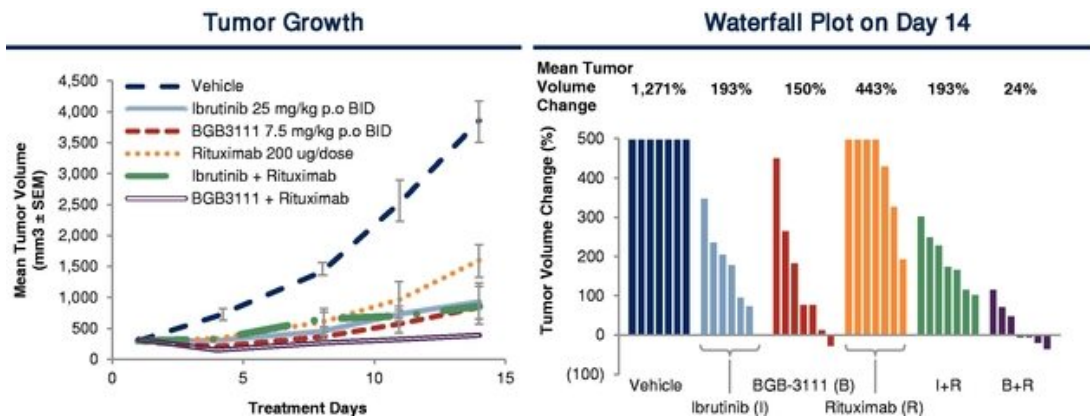 Tumor Growth
Mean Tumor Volume
(mm3 ± SEM)
4,500
4,000
3,500
3,000
2,500
2,000
1,500
1,000
500
0
Vehicle
Ibrutinib 25 mg/kg p.o BID
BGB3111 7.5 mg/kg p.o BID
Rituximab 200 ug/dose
Ibrutinib + Rituximab
BGB3111 + Rituximab
0 5 10 15
Treatment Days
Waterfall Plot on Day 14
Mean Tumor
Volume
Change
1,271% 193% 150% 443% 193% 24%
Tumor Volume Change (%)
500
400
300
200
100
0
(100)
Vehicle BGB-3111 (B) I+R B+R
Ibrutinib (I) Rituximab (R)